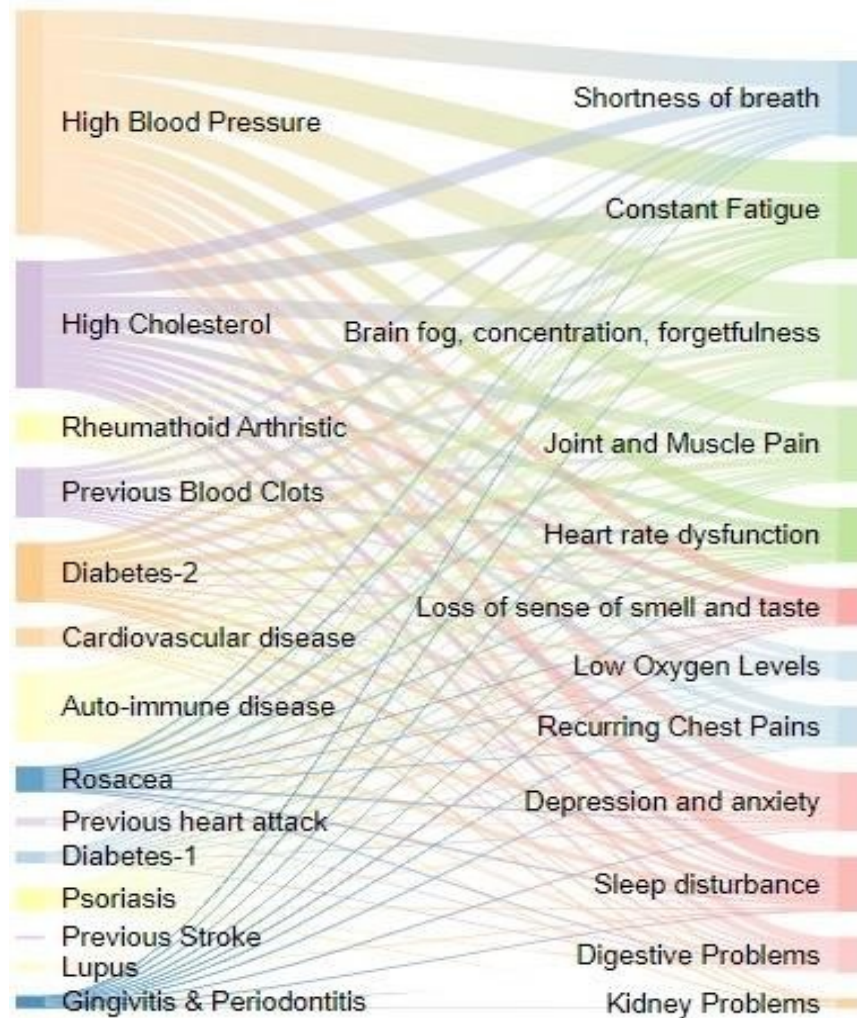 High Blood Pressure
High Cholesterol
Rheumathoid Arthristic
Previous Blood Clots
Diabetes-2
Cardiovascular disease
Auto-immune disease
Rosacea
Previous heart attack
Diabetes-1
Psoriasis
Previous Stroke
Lupus
Gingivitis & Periodontitis
Shortness of breath
Constant Fatigue
Brain fog, concentration, forgetfulness
Joint and Muscle Pain
Heart rate dysfunction
Loss of sense of smell and taste
Low Oxygen Levels
Recurring Chest Pains
Depression and anxiety
Sleep disturbance
Digestive Problems
Kidney Problems